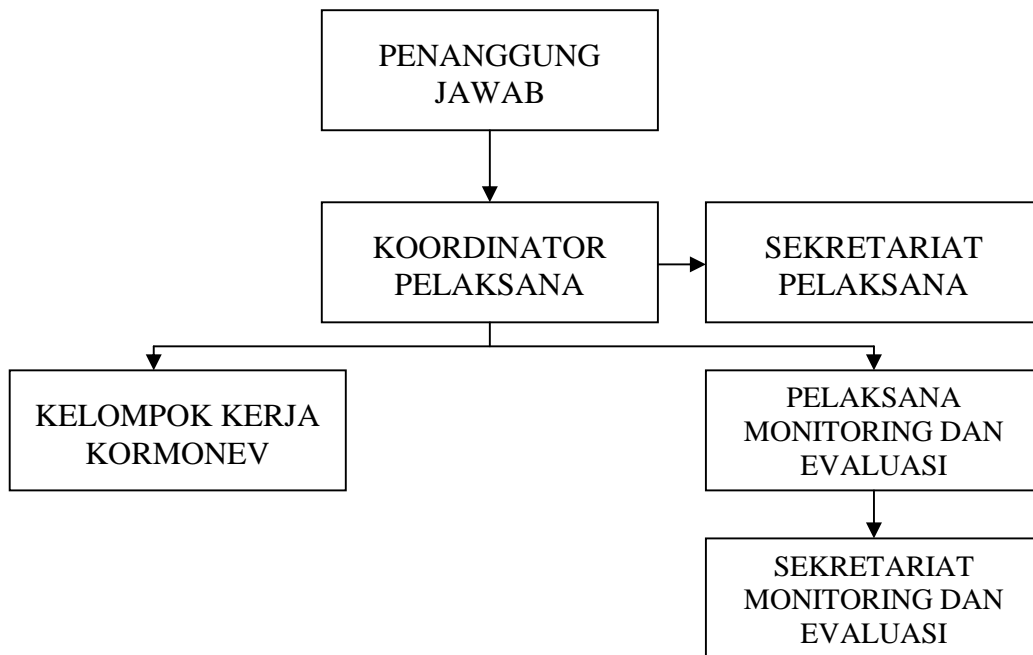 PENANGGUNG
JAWAB
KOORDINATOR
PELAKSANA
SEKRETARIAT
PELAKSANA
KELOMPOK KERJA
KORMONEV
PELAKSANA
MONITORING DAN
EVALUASI
SEKRETARIAT
MONITORING DAN
EVALUASI